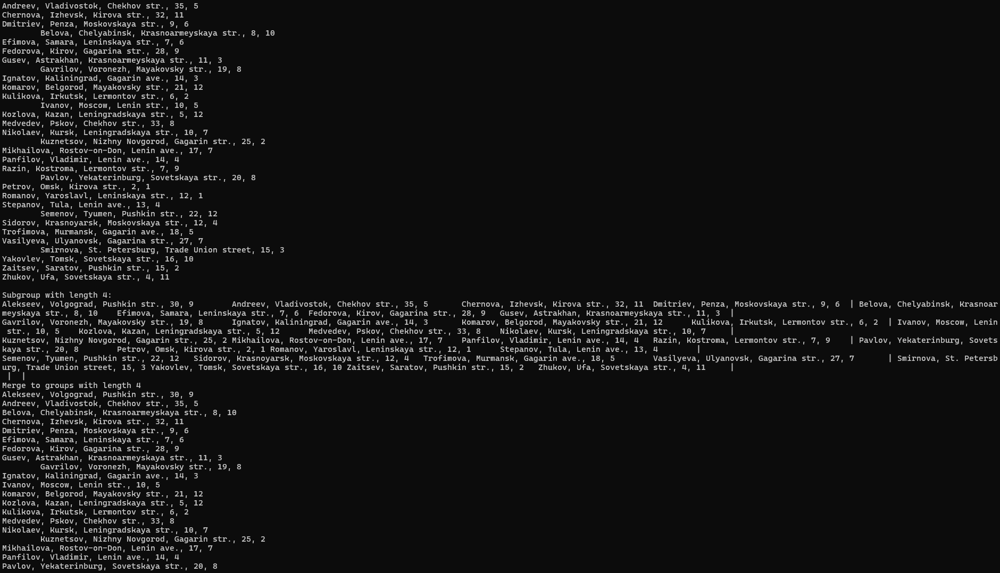 Andreev, Vladivostok, Chekhov str., 35, 5
Chernova, Izhevsk, Kirova str., 32, 11
Dmitriev, Penza, Moskovskaya str., 9, 6
Belova, Chelyabinsk, Krasnoarmeyskaya str., 8, 10
Efimova, Samara, Leninskaya str., 7, 6
Fedorova, Kirov, Gagarina str., 28, 9
Gusev, Astrakhan, Krasnoarmeyskaya str., 11, 3
Gavrilov, Voronezh, Mayakovsky str., 19, 8
Ignatov, Kaliningrad, Gagarin ave., 14, 3
Komarov, Belgorod, Mayakovsky str., 21, 12
Kulikova, Irkutsk, Lermontov str., 6, 2
Ivanov, Moscow, Lenin str., 10, 5
Kozlova, Kazan, Leningradskaya str., 5, 12
Medvedev, Pskov, Chekhov str., 33, 8
Nikolaev, Kursk, Leningradskaya str., 10, 7
Kuznetsov, Nizhny Novgorod, Gagarin str., 25, 2
Mikhailova, Rostov-on-Don, Lenin ave., 17, 7
Panfilov, Vladimir, Lenin ave., 14, 4
Razin, Kostroma, Lermontov str., 7, 9
Pavlov, Yekaterinburg, Sovetskaya str., 20, 8
Petrov, Omsk, Kirova str., 2, 1
Romanov, Yaroslavl, Leninskaya str., 12, 1
Stepanov, Tula, Lenin ave., 13, 4
Semenov, Tyumen, Pushkin str., 22, 12
Sidorov, Krasnoyarsk, Moskovskaya str., 12, 4
Trofimova, Murmansk, Gagarin ave., 18, 5
Vasilyeva, Ulyanovsk, Gagarina str., 27, 7
Smirnova, St. Petersburg, Trade Union street, 15, 3
Yakovlev, Tomsk, Sovetskaya str., 16, 10
Zaitsev, Saratov, Pushkin str., 15, 2
Zhukov, Ufa, Sovetskaya str., 4, 11
Subgroup with length 4:
Alekseev, Volgograd, Pushkin str., 30, 9 Andreev, Vladivostok, Chekhov str., 35, 5 Chernova, Izhevsk, Kirova str., 32, 11 Dmitriev, Penza, Moskovskaya str., 9, 6 | Belova, Chelyabinsk, Krasnoar
meyskaya str., 8, 10 Efimova, Samara, Leninskaya str., 7, 6 Fedorova, Kirov, Gagarina str., 28, 9 Gusev, Astrakhan, Krasnoarmeyskaya str., 11, 3 |
Gavrilov, Voronezh, Mayakovsky str., 19, 8 Ignatov, Kaliningrad, Gagarin ave., 14, 3 Komarov, Belgorod, Mayakovsky str., 21, 12 Kulikova, Irkutsk, Lermontov str., 6, 2 | Ivanov, Moscow, Lenin
str., 10, 5 Kozlova, Kazan, Leningradskaya str., 5, 12 Medvedev, Pskov, Chekhov str., 33, 8 Nikolaev, Kursk, Leningradskaya str., 10, 7 |
Kuznetsov, Nizhny Novgorod, Gagarin str., 25, 2 Mikhailova, Rostov-on-Don, Lenin ave., 17, 7 Panfilov, Vladimir, Lenin ave., 14, 4 Razin, Kostroma, Lermontov str., 7, 9 | Pavlov, Yekaterinburg, Sovets
kaya str., 20, 8 Petrov, Omsk, Kirova str., 2, 1 Romanov, Yaroslavl, Leninskaya str., 12, 1 Stepanov, Tula, Lenin ave., 13, 4 |
Semenov, Tyumen, Pushkin str., 22, 12 Sidorov, Krasnoyarsk, Moskovskaya str., 12, 4 Trofimova, Murmansk, Gagarin ave., 18, 5 Vasilyeva, Ulyanovsk, Gagarina str., 27, 7 | Smirnova, St. Petersb
urg, Trade Union street, 15, 3 Yakovlev, Tomsk, Sovetskaya str., 16, 10 Zaitsev, Saratov, Pushkin str., 15, 2 Zhukov, Ufa, Sovetskaya str., 4, 11 |
| |
Merge to groups with length 4
Alekseev, Volgograd, Pushkin str., 30, 9
Andreev, Vladivostok, Chekhov str., 35, 5
Belova, Chelyabinsk, Krasnoarmeyskaya str., 8, 10
Chernova, Izhevsk, Kirova str., 32, 11
Dmitriev, Penza, Moskovskaya str., 9, 6
Efimova, Samara, Leninskaya str., 7, 6
Fedorova, Kirov, Gagarina str., 28, 9
Gusev, Astrakhan, Krasnoarmeyskaya str., 11, 3
Gavrilov, Voronezh, Mayakovsky str., 19, 8
Ignatov, Kaliningrad, Gagarin ave., 14, 3
Ivanov, Moscow, Lenin str., 10, 5
Komarov, Belgorod, Mayakovsky str., 21, 12
Kozlova, Kazan, Leningradskaya str., 5, 12
Kulikova, Irkutsk, Lermontov str., 6, 2
Medvedev, Pskov, Chekhov str., 33, 8
Nikolaev, Kursk, Leningradskaya str., 10, 7
Kuznetsov, Nizhny Novgorod, Gagarin str., 25, 2
Mikhailova, Rostov-on-Don, Lenin ave., 17, 7
Panfilov, Vladimir, Lenin ave., 14, 4
Pavlov, Yekaterinburg, Sovetskaya str., 20, 8